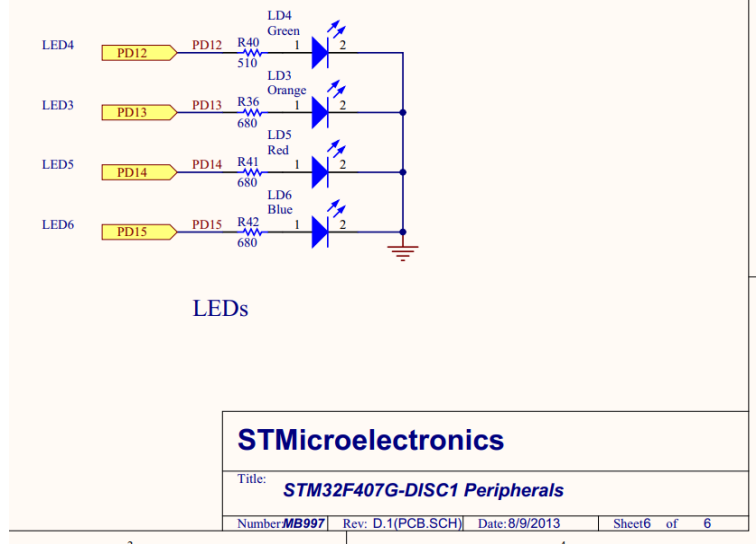 LD4
Green
LED4 PD12 PD12 R40 1 2
510
LD3
Orange
LED3 PD13 PD13 R36 1 2
680
LD5
Red
LED5 PD14 PD14 R41 1 2
680
LD6
Blue
LED6 PD15 PD15 R42 1 2
680
LEDs
STMicroelectronics
Title:
STM32F407G-DISC1 Peripherals
Number:MB997 Rev: D.1(PCB.SCH) Date:8/9/2013 Sheet6 of 6